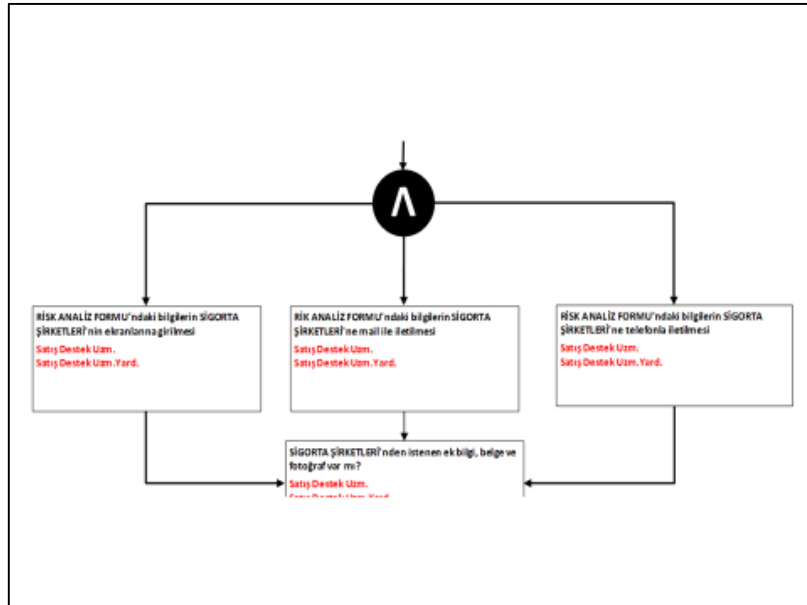 Λ
RİSK ANALİZ FORMU'ndaki bilgilerin SİGORTA
ŞİRKETLERİ'nin ekranlarına girilmesi
Satış Destek Uzm.
Satış Destek Uzm.Yard.
RİK ANALİZ FORMU'ndaki bilgilerin SİGORTA
ŞİRKETLERİ'ne mail ile iletilmesi
Satış Destek Uzm.
Satış Destek Uzm.Yard.
RİSK ANALİZ FORMU'ndaki bilgilerin SİGORTA
ŞİRKETLERİ'ne telefonla iletilmesi
Satış Destek Uzm.
Satış Destek Uzm.Yard.
SİGORTA ŞİRKETLERİ'nden istenen ek bilgi, belge ve
fotoğraf var mı?
Satış Destek Uzm.
Satış Destek Uzm.Yard.